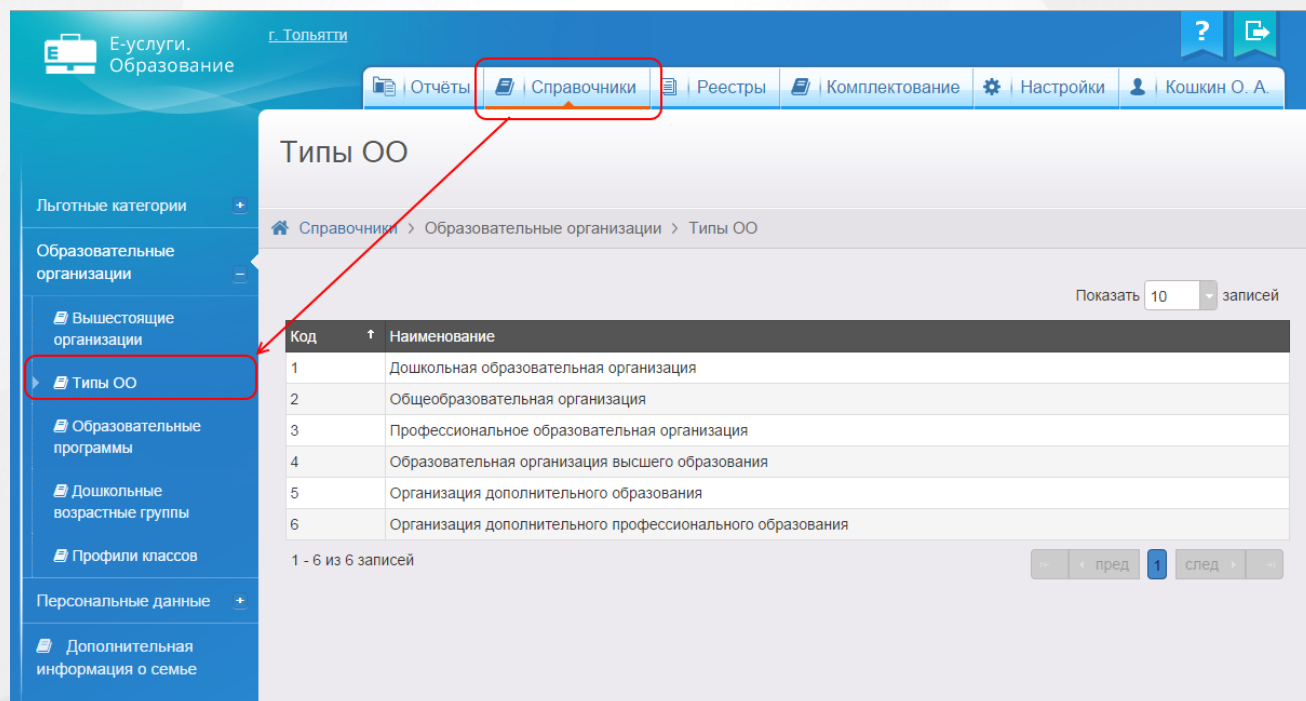 Е-услуги.
Образование
г. Тольятти
?
Отчёты Справочники Реестры Комплектование Настройки Кошкин О. А.
Типы ОО
Справочники > Образовательные организации > Типы ОО
Льготные категории +
Образовательные
организации −
Вышестоящие
организации
Типы ОО
Образовательные
программы
Дошкольные
возрастные группы
Профили классов
Персональные данные +
Дополнительная
информация о семье
Показать 10 записей
Код ↑ Наименование
1 Дошкольная образовательная организация
2 Общеобразовательная организация
3 Профессиональное образовательная организация
4 Образовательная организация высшего образования
5 Организация дополнительного образования
6 Организация дополнительного профессионального образования
1 - 6 из 6 записей
пред 1 след